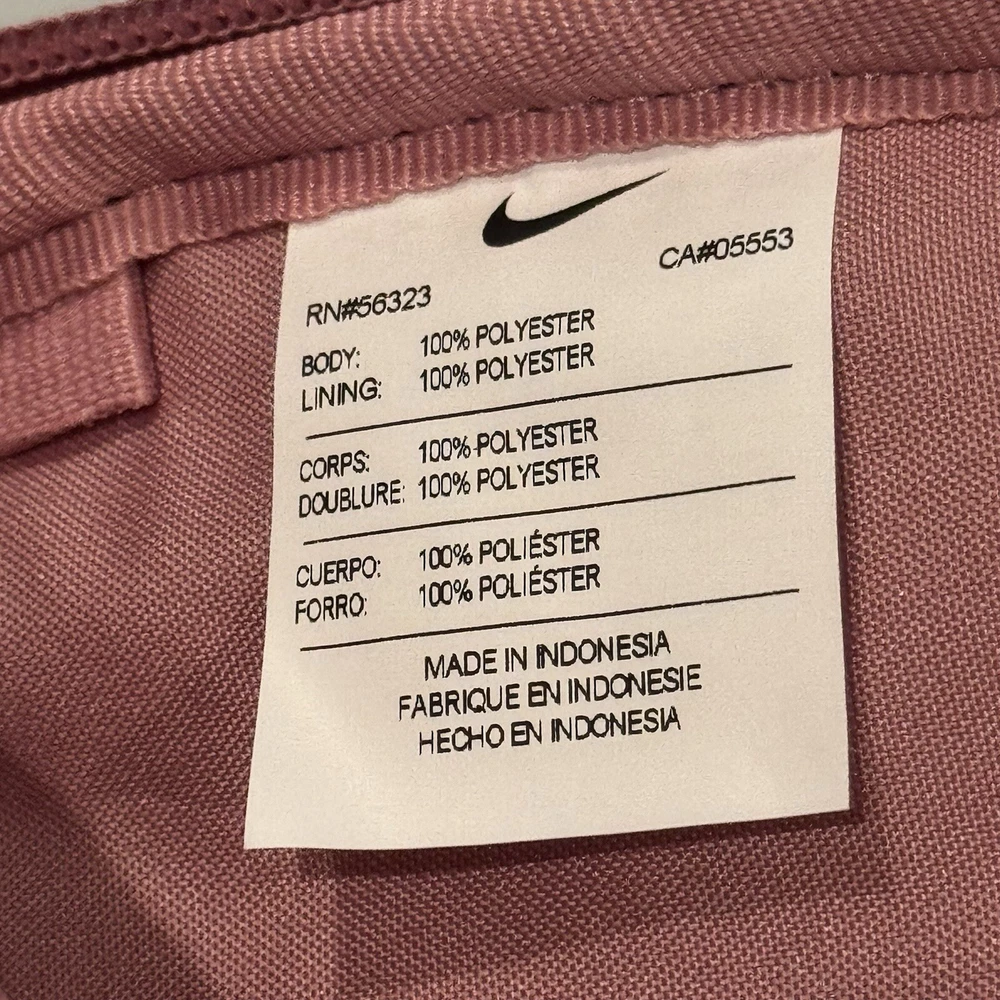 CA#05553
RN#56323
BODY: 100% POLYESTER
LINING: 100% POLYESTER
CORPS: 100% POLYESTER
DOUBLURE: 100% POLYESTER
CUERPO: 100% POLIÉSTER
FORRO: 100% POLIÉSTER
MADE IN INDONESIA
FABRIQUE EN INDONESIE
HECHO EN INDONESIA